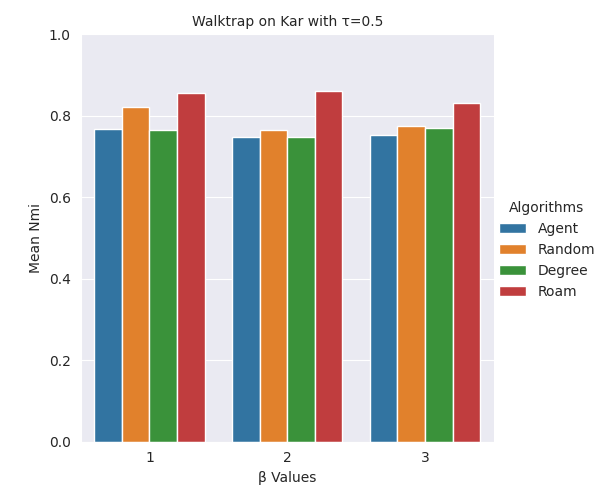 Walktrap on Kar with τ=0.5
1.0
0.8
0.6
0.4
0.2
0.0
Mean Nmi
1 2 3
β Values
Algorithms
Agent
Random
Degree
Roam